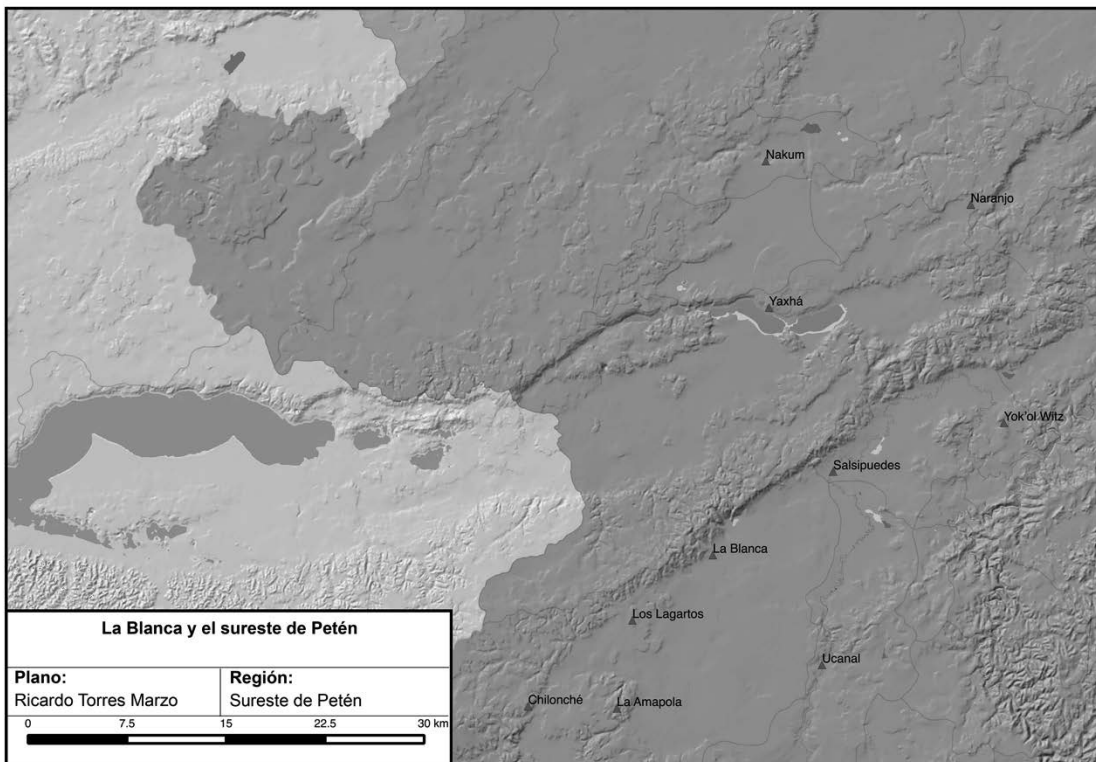 Nakum
Naranjo
Yaxhá
Yok'ol Witz
Salsipuedes
La Blanca
Los Lagartos
Ucanal
Chilonché
La Amapola
La Blanca y el sureste de Petén
Plano:
Ricardo Torres Marzo
Región:
Sureste de Petén
0 7.5 15 22.5 30 km